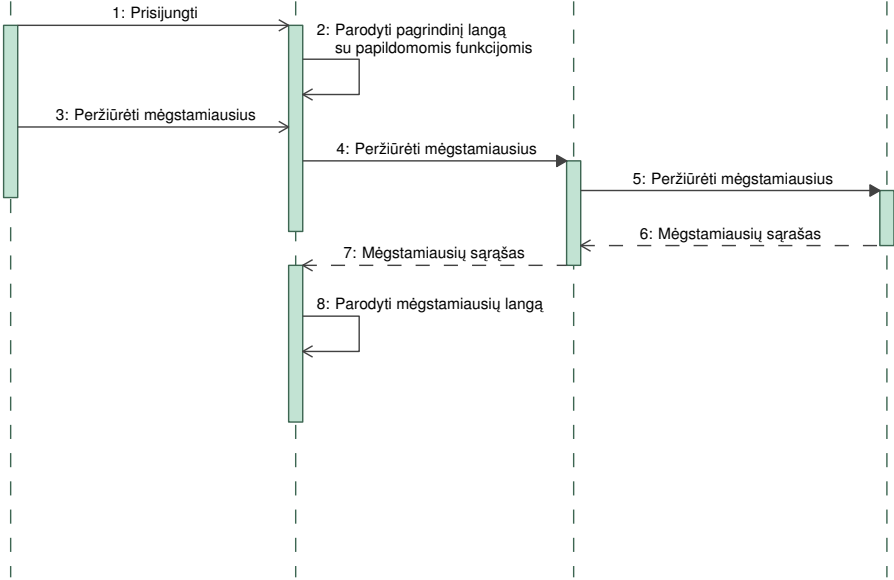 1: Prisijungti
2: Parodyti pagrindinį langą
su papildomomis funkcijomis
3: Peržiūrėti mėgstamiausius
4: Peržiūrėti mėgstamiausius
5: Peržiūrėti mėgstamiausius
6: Mėgstamiausių sąrašas
7: Mėgstamiausių sąrąšas
8: Parodyti mėgstamiausių langą